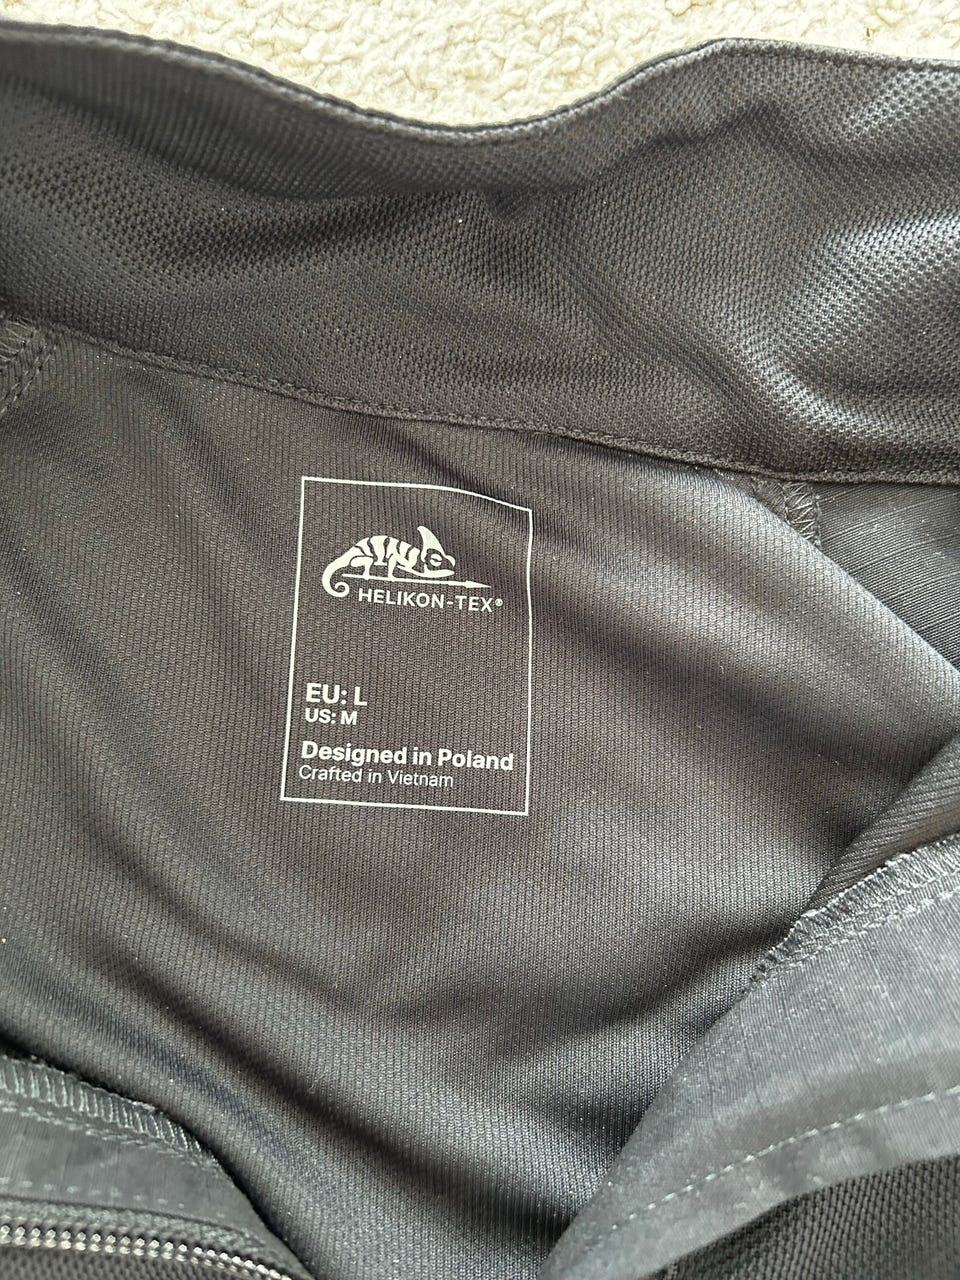 HELIKON-TEX®
EU: L
US: M
Designed in Poland
Crafted in Vietnam